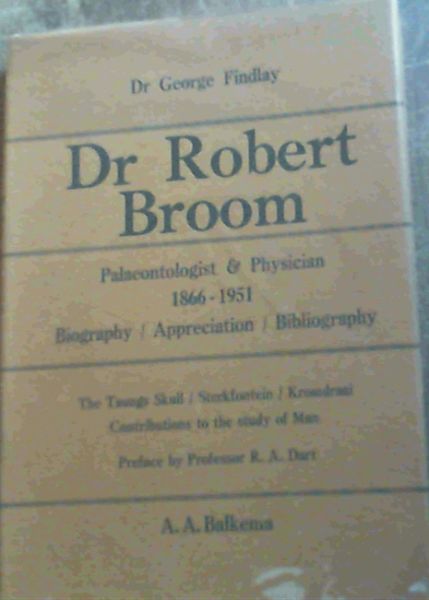 Dr George Findlay
Dr Robert
Broom
Palaeontologist & Physician
1866-1951
Biography / Appreciation / Bibliography
The Taungs Skull / Sterkfontein / Kromdraai
Contributions to the study of Man
Preface by Professor R. A. Dart
A. A. Balkema